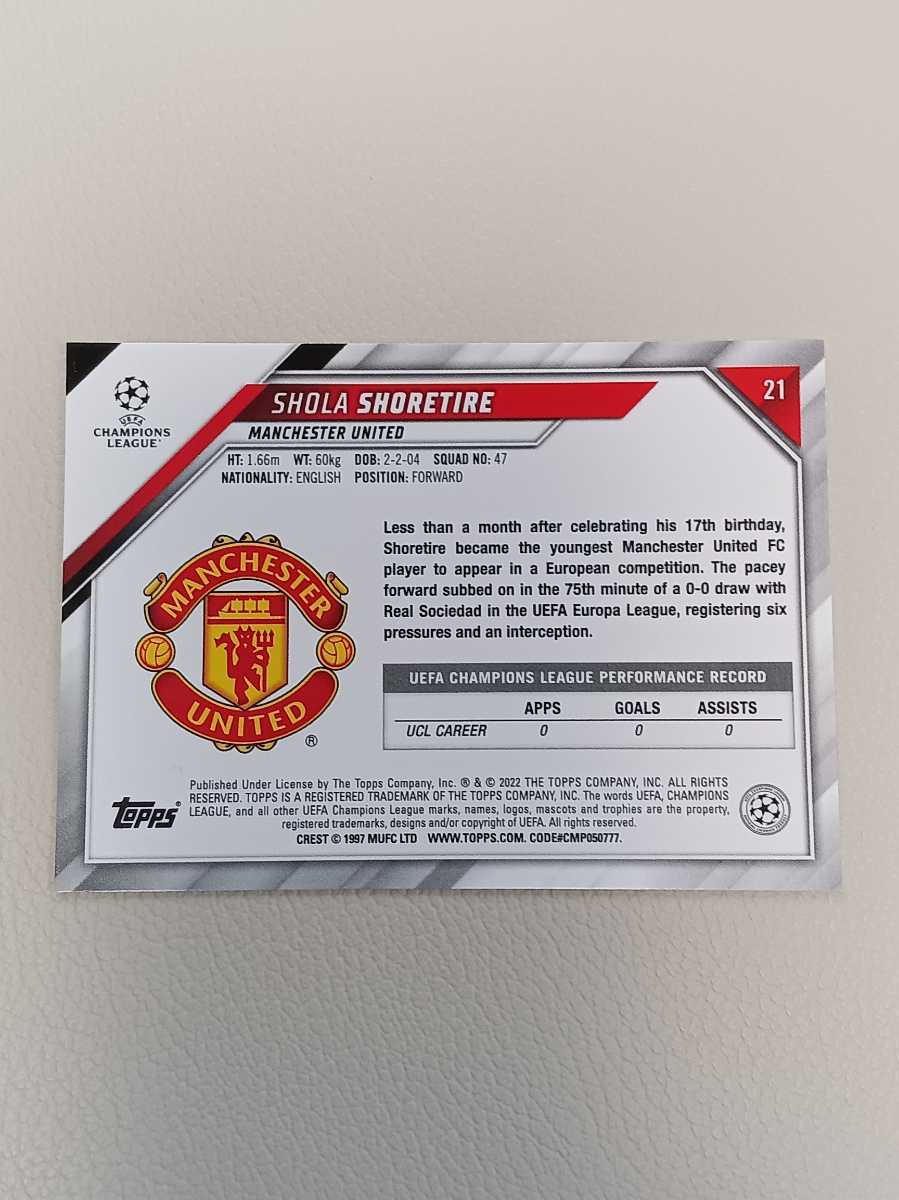 UEFA
CHAMPIONS
LEAGUE®
SHOLA SHORETIRE
21
MANCHESTER UNITED
HT: 1.66m WT: 60kg DOB: 2-2-04 SQUAD NO: 47
NATIONALITY: ENGLISH POSITION: FORWARD
MANCHESTER
UNITED
®
Less than a month after celebrating his 17th birthday,
Shoretire became the youngest Manchester United FC
player to appear in a European competition. The pacey
forward subbed on in the 75th minute of a 0-0 draw with
Real Sociedad in the UEFA Europa League, registering six
pressures and an interception.
UEFA CHAMPIONS LEAGUE PERFORMANCE RECORD
APPS GOALS ASSISTS
UCL CAREER 0 0 0
topps®
Published Under License by The Topps Company, Inc. ® & © 2022 THE TOPPS COMPANY, INC. ALL RIGHTS
RESERVED. TOPPS IS A REGISTERED TRADEMARK OF THE TOPPS COMPANY, INC. The words UEFA, CHAMPIONS
LEAGUE, and all other UEFA Champions League marks, names, logos, mascots and trophies are the property,
registered trademarks, designs and/or copyright of UEFA. All rights reserved.
CREST © 1997 MUFC LTD WWW.TOPPS.COM. CODE#CMP050777.